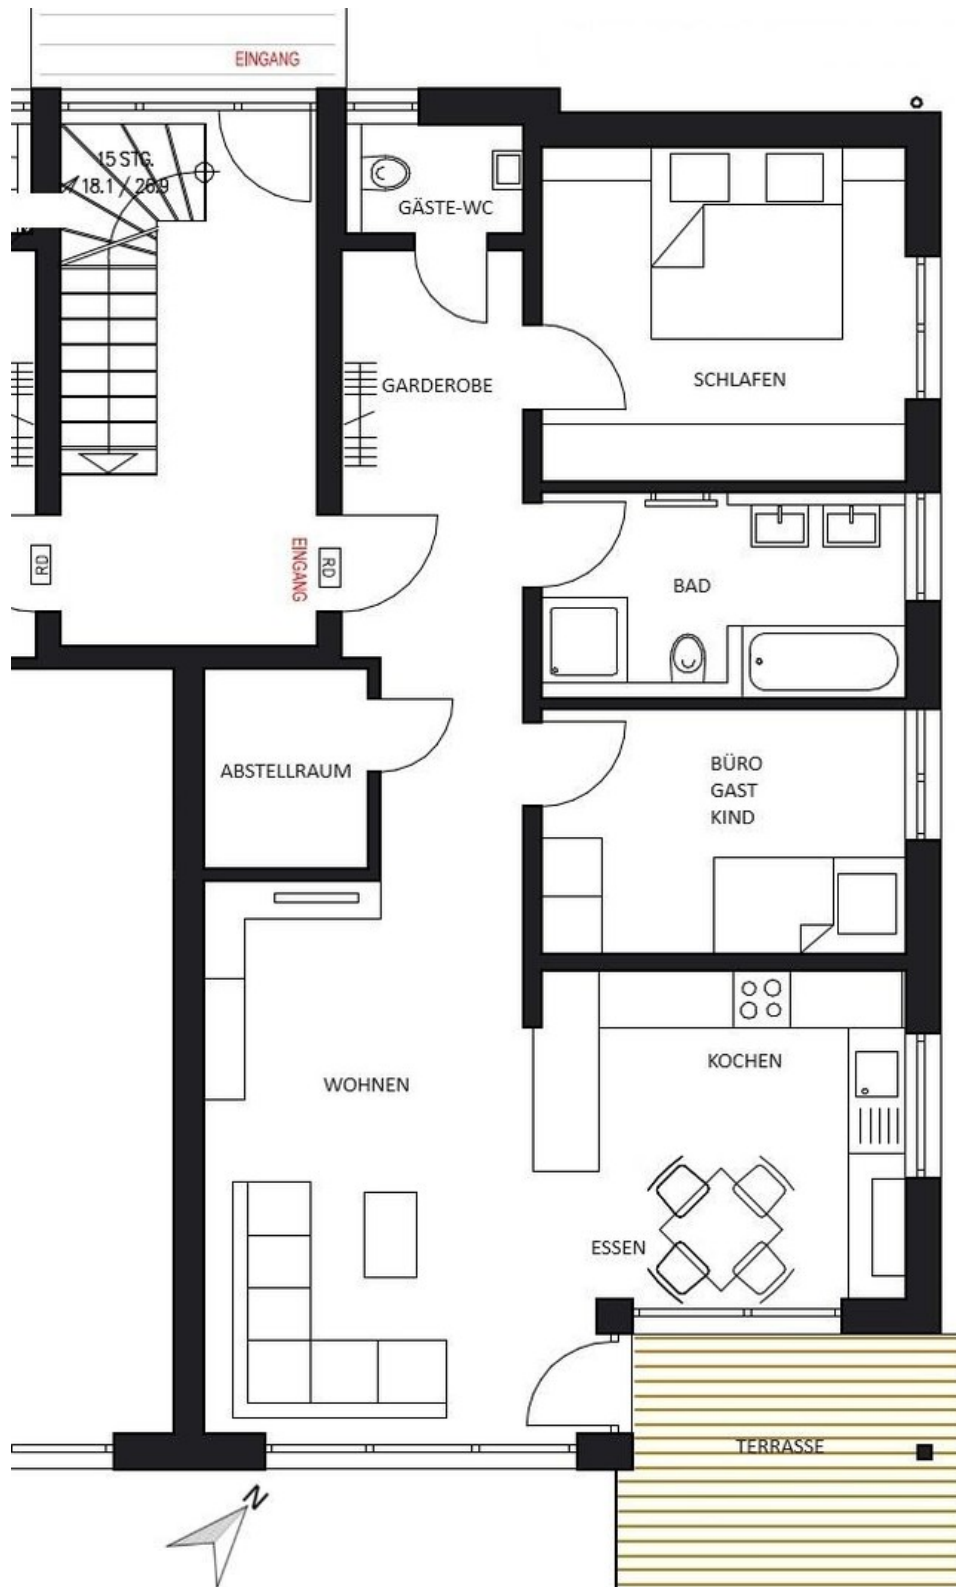 EINGANG
15 STG.
18.1 / 26.9
GÄSTE-WC
GARDEROBE
SCHLAFEN
RD
EINGANG
RD
BAD
ABSTELLRAUM
BÜRO
GAST
KIND
WOHNEN
KOCHEN
ESSEN
TERRASSE
N